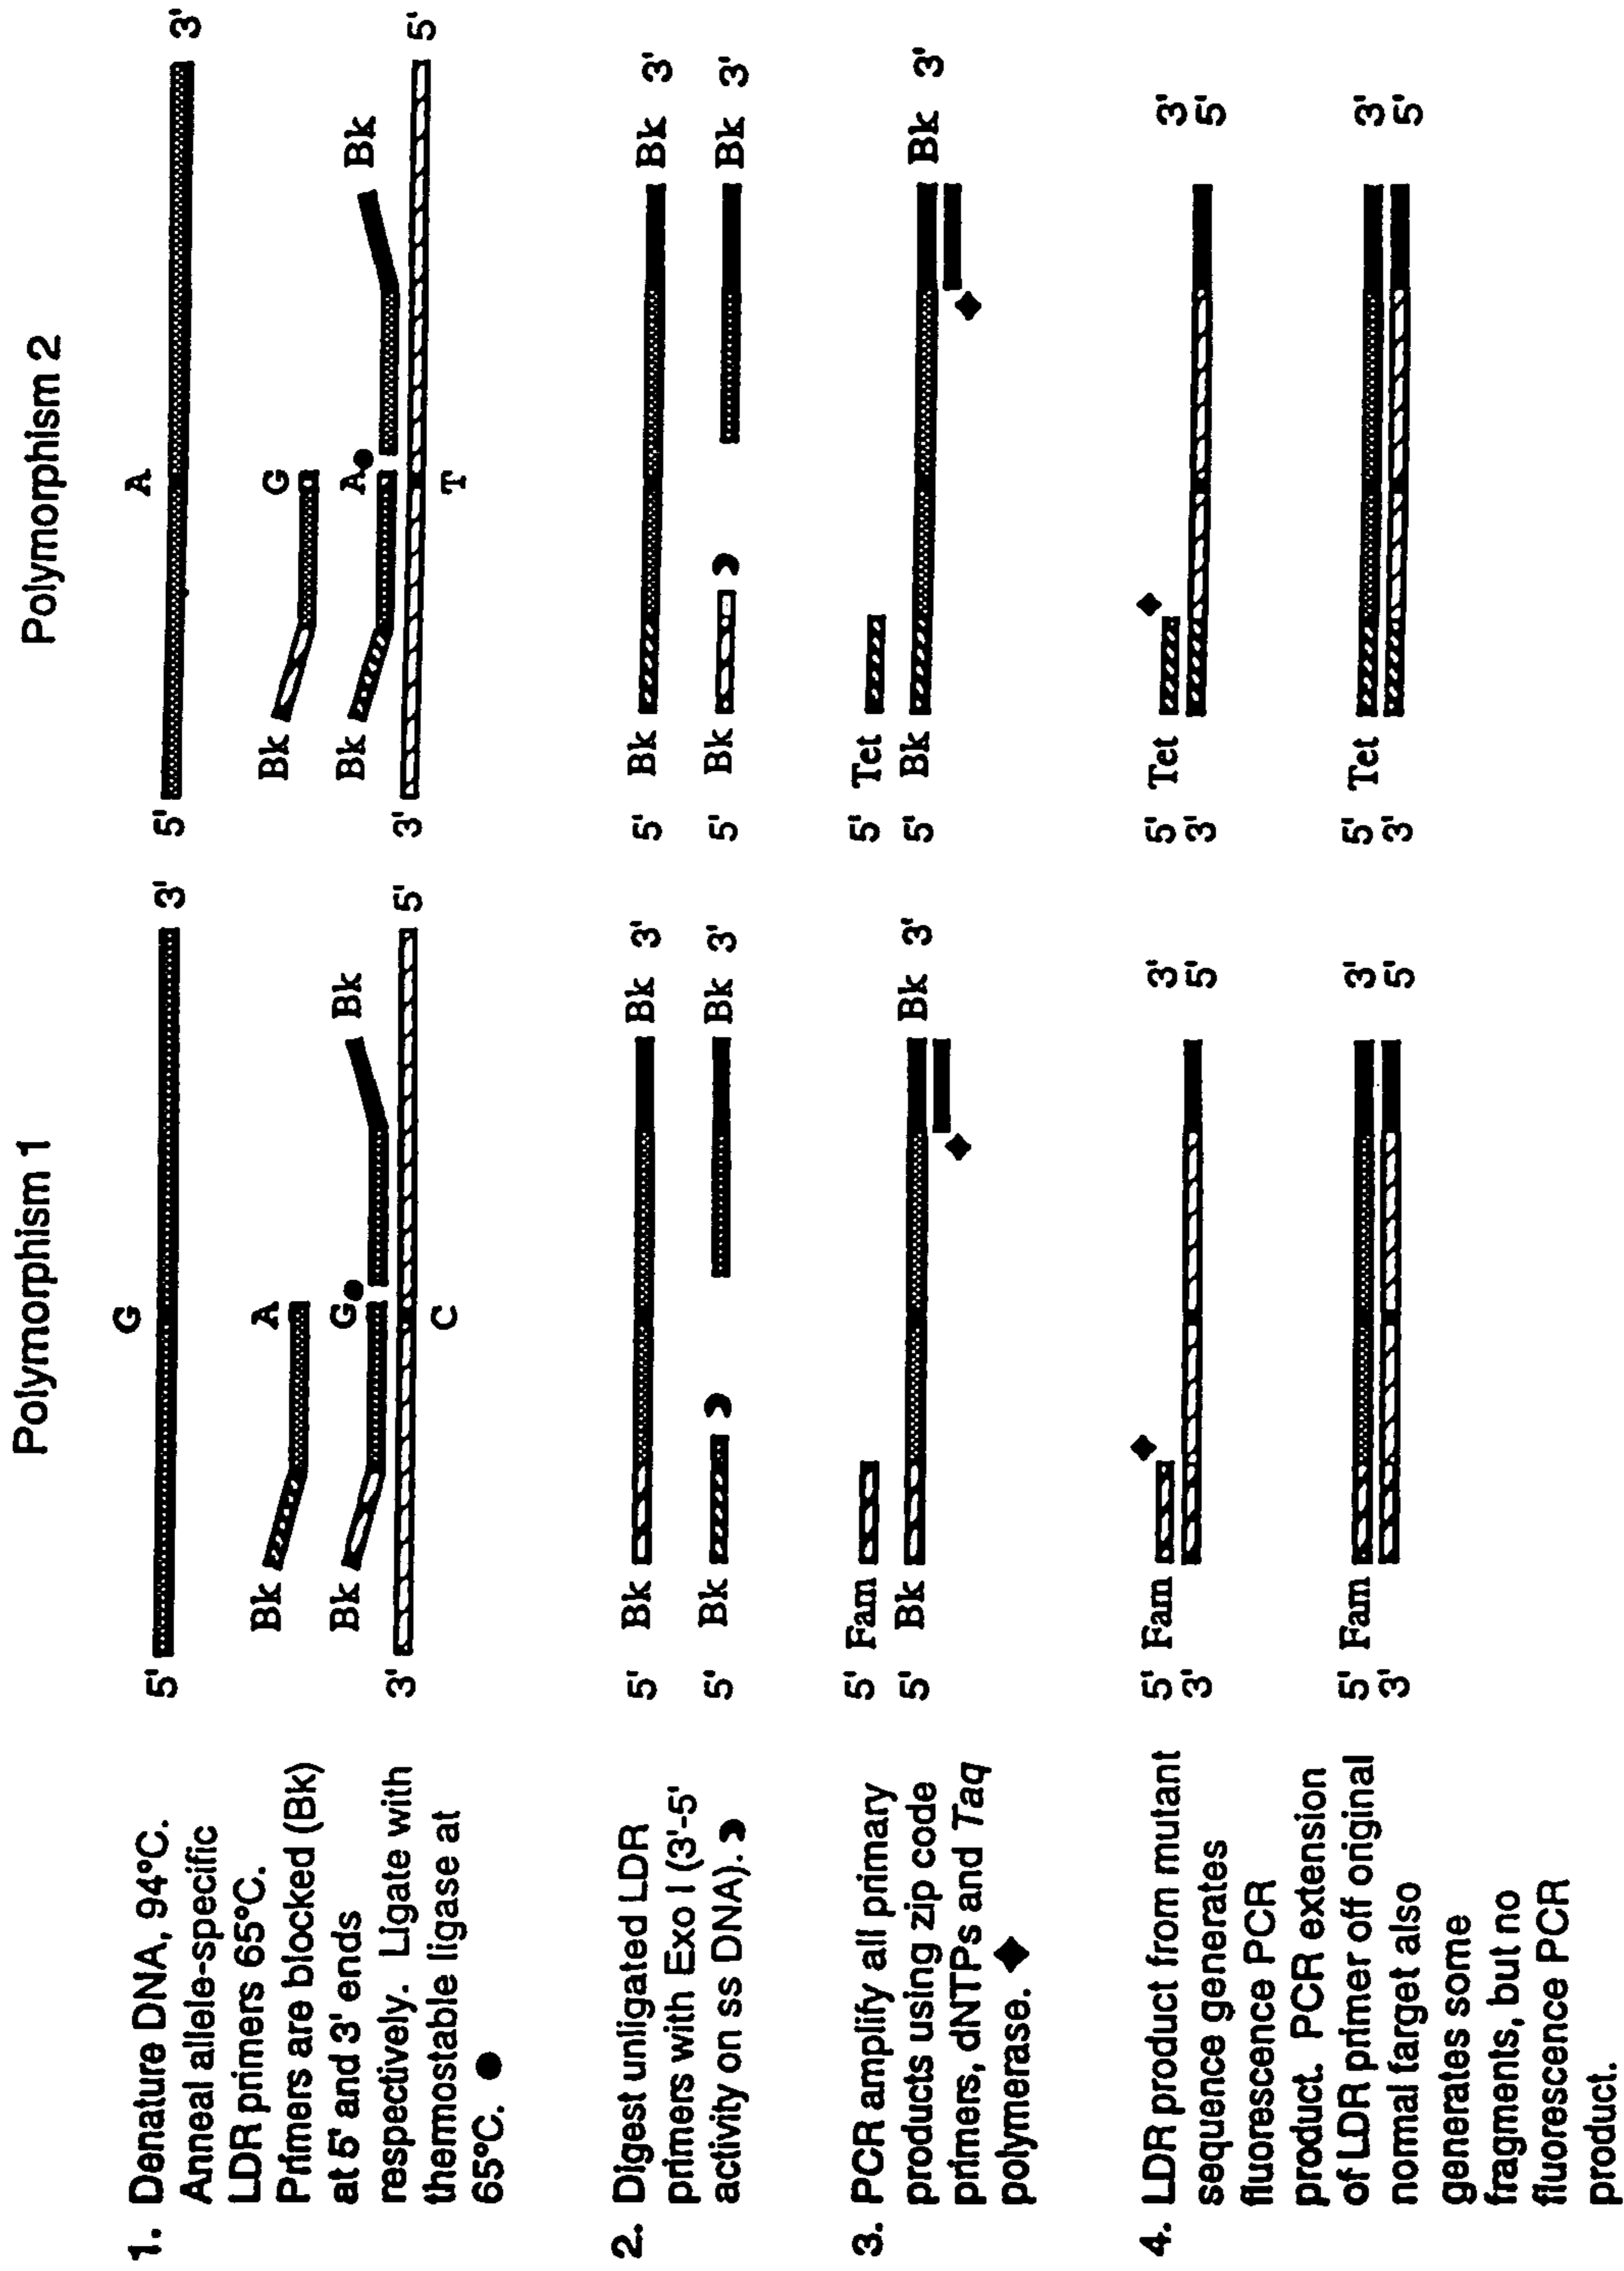 Polymorphism 1
Polymorphism 2
1. Denature DNA, 94°C.
Anneal allele-specific
LDR primers 65°C.
Primers are blocked (Bk)
at 5' and 3' ends
respectively. Ligate with
thermostable ligase at
65°C. ●
5' G 3'
Bk A
Bk G Bk
3' C 5'
5' A 3'
Bk G
Bk A Bk
3' T 5'
2. Digest unligated LDR
primers with Exo I (3'-5'
activity on ss DNA).
5' Bk Bk 3'
5' Bk Bk 3'
5' Bk Bk 3'
5' Bk Bk 3'
3. PCR amplify all primary
products using zip code
primers, dNTPs and Taq
polymerase. ◆
5' Fam
5' Bk Bk 3'
5' Tet
5' Bk Bk 3'
4. LDR product from mutant
sequence generates
fluorescence PCR
product. PCR extension
of LDR primer off original
normal target also
generates some
fragments, but no
fluorescence PCR
product.
5' Fam 3'
3' 5'
5' Tet 3'
3' 5'
5' Fam 3'
3' 5'
5' Tet 3'
3' 5'